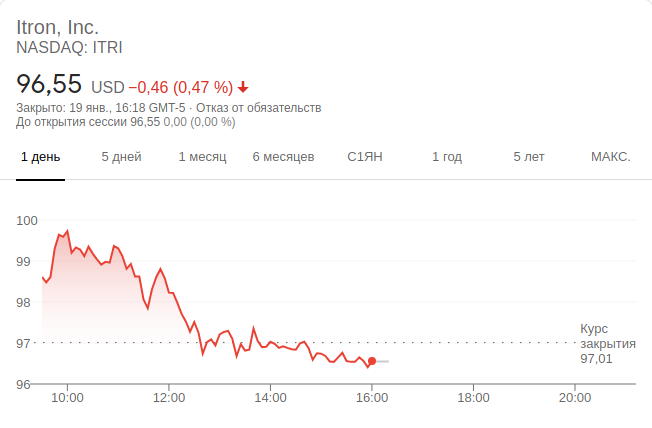 Itron, Inc.
NASDAQ: ITRI
96,55 USD −0,46 (0,47 %)
Закрыто: 19 янв., 16:18 GMT-5 · Отказ от обязательств
До открытия сессии 96,55 0,00 (0,00 %)
1 день 5 дней 1 месяц 6 месяцев С1ЯН 1 год 5 лет МАКС.
100
99
98
97
96
Курс
закрытия
97,01
10:00 12:00 14:00 16:00 18:00 20:00